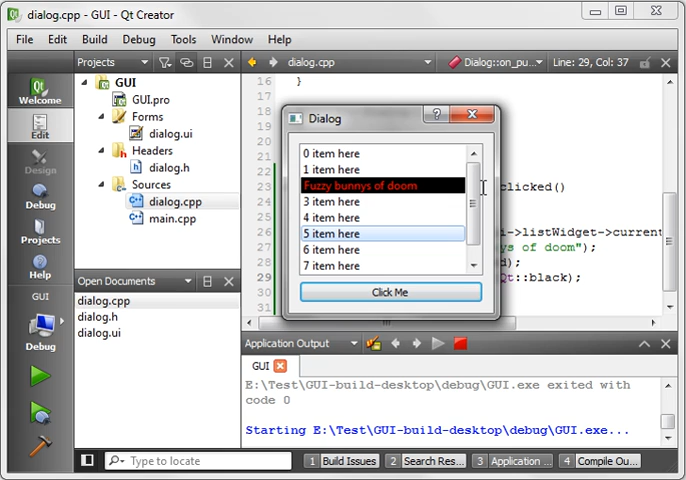 dialog.cpp - GUI - Qt Creator
File Edit Build Debug Tools Window Help
Projects
dialog.cpp
Dialog::on_pu...
Line: 29, Col: 37
Welcome
Edit
Design
Debug
Projects
Help
GUI
Debug
GUI
GUI.pro
Forms
dialog.ui
Headers
dialog.h
Sources
dialog.cpp
main.cpp
Open Documents
dialog.cpp
dialog.h
dialog.ui
16 }
17
18
19
20
21
22
23 clicked()
24
25
26 i->listWidget->current
27 ys of doom");
28 d);
29 Qt::black);
30
31
Dialog
0 item here
1 item here
Fuzzy bunnys of doom
3 item here
4 item here
5 item here
6 item here
7 item here
Click Me
Application Output
GUI
E:\Test\GUI-build-desktop\debug\GUI.exe exited with
code 0
Starting E:\Test\GUI-build-desktop\debug\GUI.exe...
Type to locate
1 Build Issues
2 Search Res...
3 Application ...
4 Compile Ou...